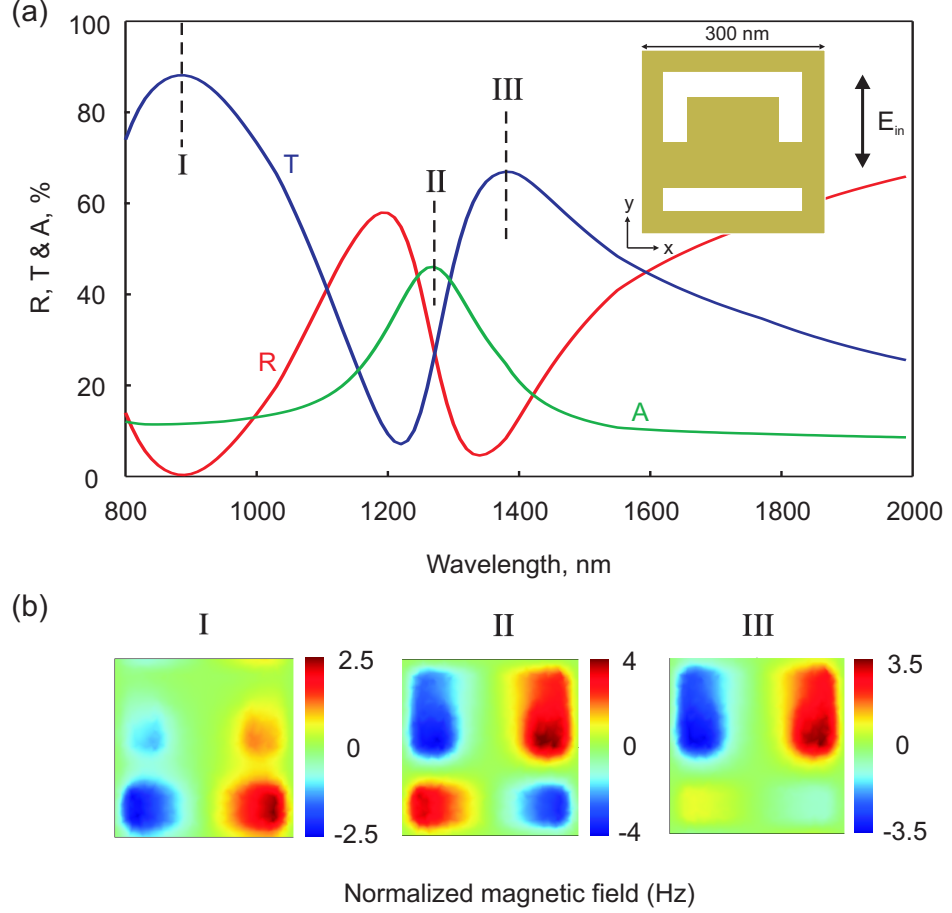 (a)
100
80
60
40
20
0
R, T & A, %
I
T
R
II
III
A
300 nm
E_in
y
x
800 1000 1200 1400 1600 1800 2000
Wavelength, nm
(b)
I II III
2.5 4 3.5
0 0 0
-2.5 -4 -3.5
Normalized magnetic field (Hz)